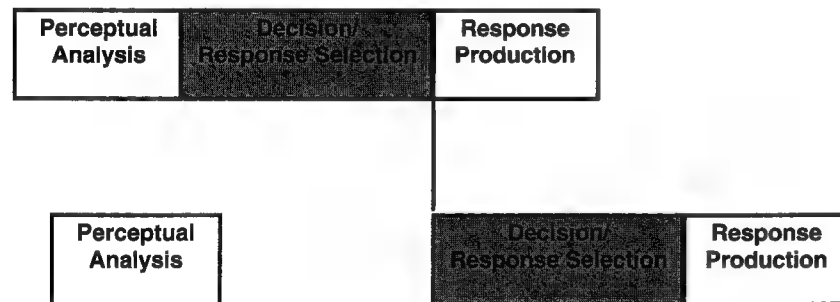 Perceptual Analysis
Decision/ Response Selection
Response Production
Perceptual Analysis
Decision/ Response Selection
Response Production